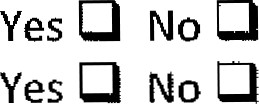 Yes ☐ No ☐
Yes ☐ No ☐